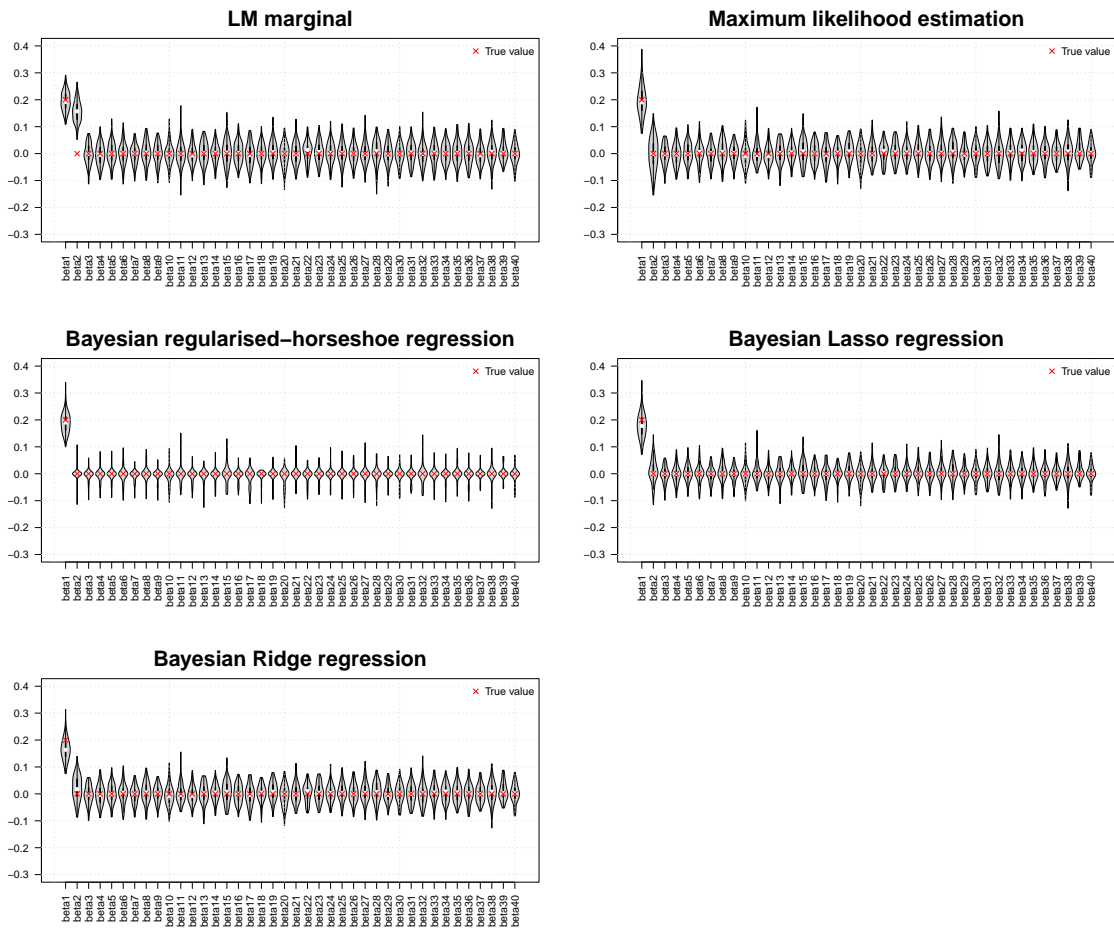 LM marginal
× True value
0.4
0.3
0.2
0.1
0.0
−0.1
−0.2
−0.3
beta1 beta2 beta3 beta4 beta5 beta6 beta7 beta8 beta9 beta10 beta11 beta12 beta13 beta14 beta15 beta16 beta17 beta18 beta19 beta20 beta21 beta22 beta23 beta24 beta25 beta26 beta27 beta28 beta29 beta30 beta31 beta32 beta33 beta34 beta35 beta36 beta37 beta38 beta39 beta40
Maximum likelihood estimation
× True value
0.4
0.3
0.2
0.1
0.0
−0.1
−0.2
−0.3
beta1 beta2 beta3 beta4 beta5 beta6 beta7 beta8 beta9 beta10 beta11 beta12 beta13 beta14 beta15 beta16 beta17 beta18 beta19 beta20 beta21 beta22 beta23 beta24 beta25 beta26 beta27 beta28 beta29 beta30 beta31 beta32 beta33 beta34 beta35 beta36 beta37 beta38 beta39 beta40
Bayesian regularised−horseshoe regression
× True value
0.4
0.3
0.2
0.1
0.0
−0.1
−0.2
−0.3
beta1 beta2 beta3 beta4 beta5 beta6 beta7 beta8 beta9 beta10 beta11 beta12 beta13 beta14 beta15 beta16 beta17 beta18 beta19 beta20 beta21 beta22 beta23 beta24 beta25 beta26 beta27 beta28 beta29 beta30 beta31 beta32 beta33 beta34 beta35 beta36 beta37 beta38 beta39 beta40
Bayesian Lasso regression
× True value
0.4
0.3
0.2
0.1
0.0
−0.1
−0.2
−0.3
beta1 beta2 beta3 beta4 beta5 beta6 beta7 beta8 beta9 beta10 beta11 beta12 beta13 beta14 beta15 beta16 beta17 beta18 beta19 beta20 beta21 beta22 beta23 beta24 beta25 beta26 beta27 beta28 beta29 beta30 beta31 beta32 beta33 beta34 beta35 beta36 beta37 beta38 beta39 beta40
Bayesian Ridge regression
× True value
0.4
0.3
0.2
0.1
0.0
−0.1
−0.2
−0.3
beta1 beta2 beta3 beta4 beta5 beta6 beta7 beta8 beta9 beta10 beta11 beta12 beta13 beta14 beta15 beta16 beta17 beta18 beta19 beta20 beta21 beta22 beta23 beta24 beta25 beta26 beta27 beta28 beta29 beta30 beta31 beta32 beta33 beta34 beta35 beta36 beta37 beta38 beta39 beta40